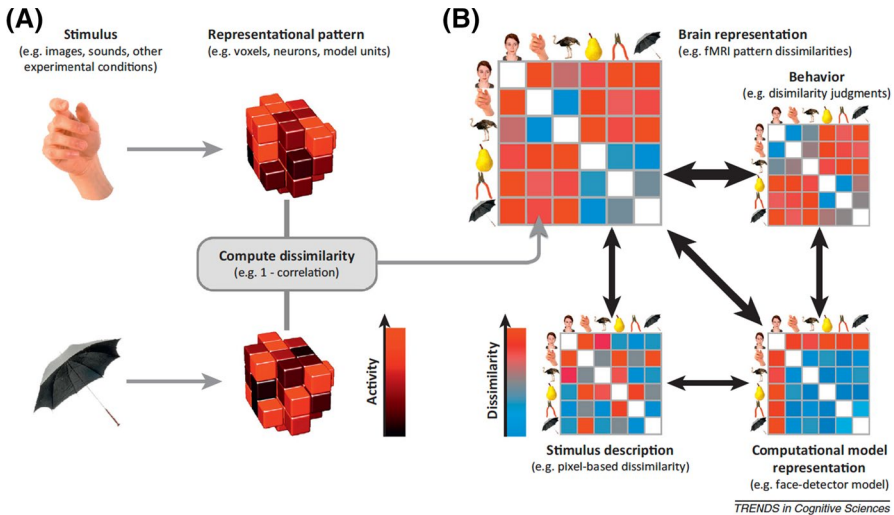 (A)
Stimulus
(e.g. images, sounds, other
experimental conditions)
Representational pattern
(e.g. voxels, neurons, model units)
Compute dissimilarity
(e.g. 1 - correlation)
Activity
(B)
Brain representation
(e.g. fMRI pattern dissimilarities)
Behavior
(e.g. disimilarity judgments)
Dissimilarity
Stimulus description
(e.g. pixel-based dissimilarity)
Computational model
representation
(e.g. face-detector model)
TRENDS in Cognitive Sciences